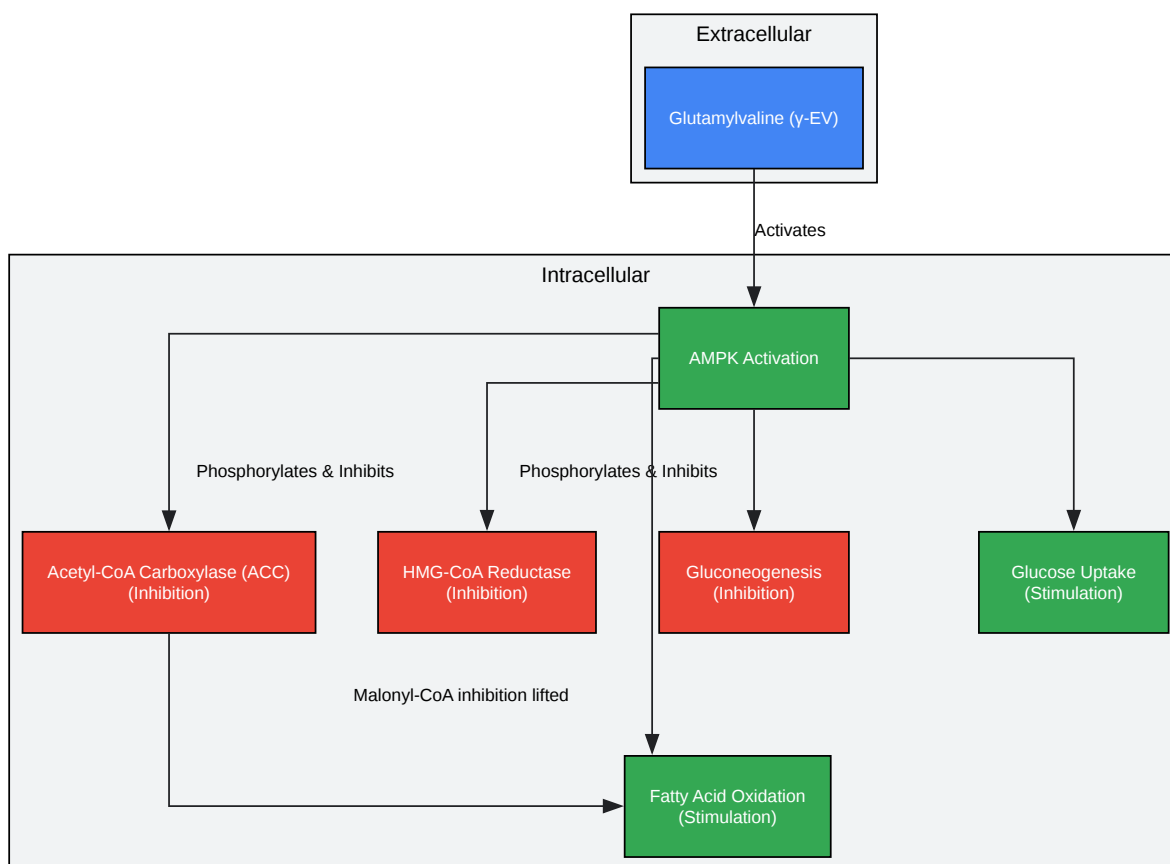 Extracellular
Glutamylvaline (γ-EV)
Activates
Intracellular
AMPK Activation
Phosphorylates & Inhibits
Phosphorylates & Inhibits
Acetyl-CoA Carboxylase (ACC)
(Inhibition)
HMG-CoA Reductase
(Inhibition)
Gluconeogenesis
(Inhibition)
Glucose Uptake
(Stimulation)
Malonyl-CoA inhibition lifted
Fatty Acid Oxidation
(Stimulation)